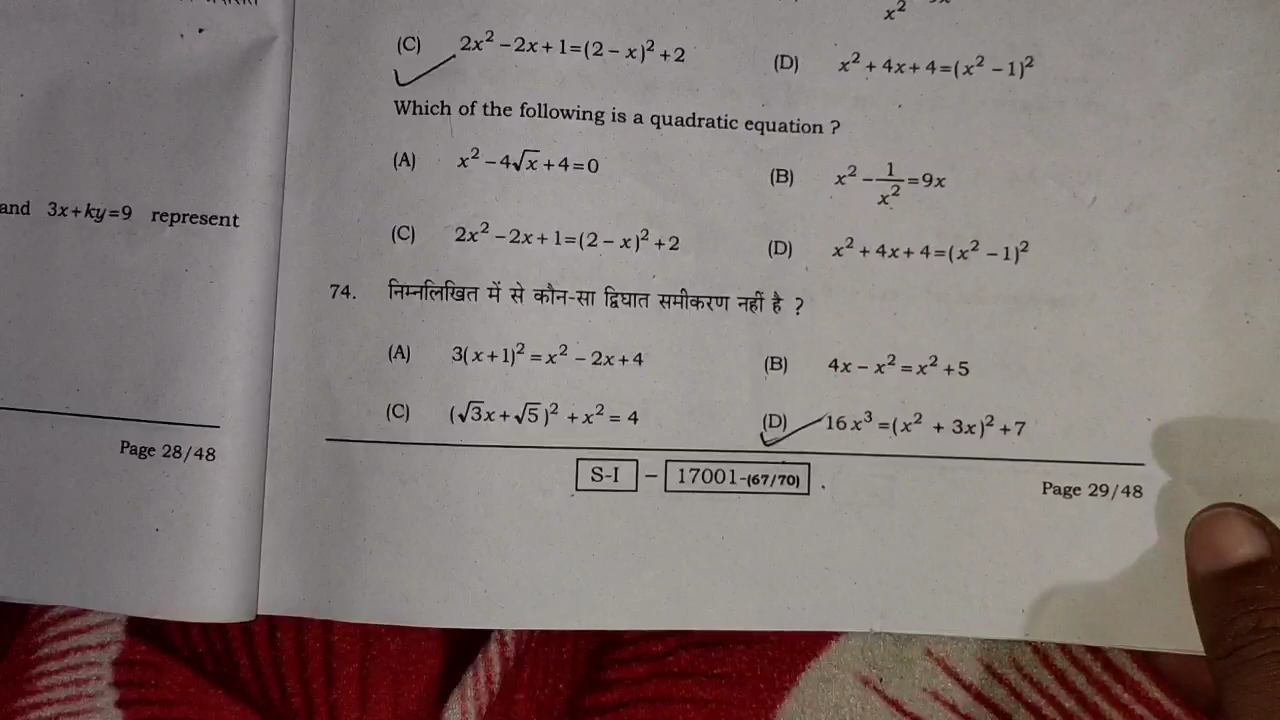 x²
(C) 2x² – 2x + 1 = (2 – x)² + 2 (D) x² + 4x + 4 = (x² – 1)²
Which of the following is a quadratic equation ?
(A) x² – 4√x + 4 = 0 (B) x² – 1/x² = 9x
and 3x + ky = 9 represent
(C) 2x² – 2x + 1 = (2 – x)² + 2 (D) x² + 4x + 4 = (x² – 1)²
74. निम्नलिखित में से कौन-सा द्विघात समीकरण नहीं है ?
(A) 3(x + 1)² = x² – 2x + 4 (B) 4x – x² = x² + 5
(C) (√3x + √5)² + x² = 4 (D) 16x³ = (x² + 3x)² + 7
Page 28/48
S-I – 17001-(67/70)
Page 29/48